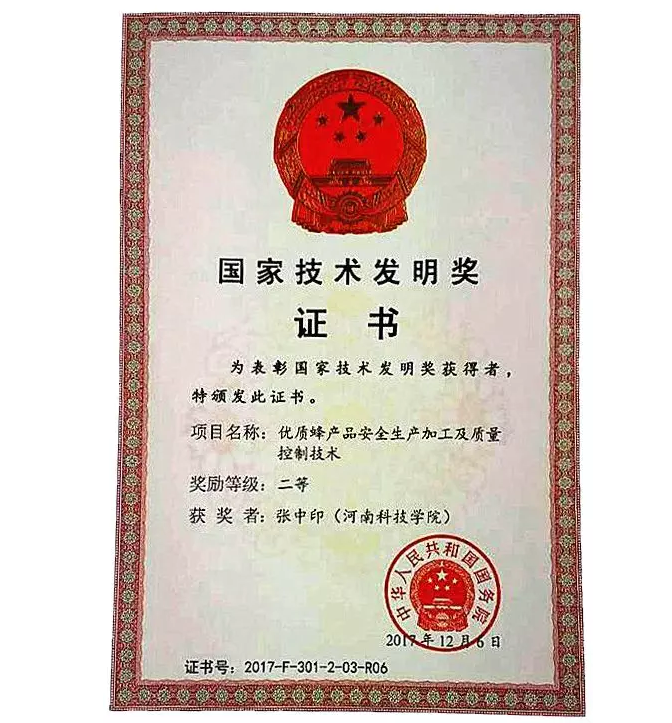 国家技术发明奖
证书
为表彰国家技术发明奖获得者，
特颁发此证书。
项目名称：优质蜂产品安全生产加工及质量
控制技术
奖励等级：二等
获奖者：张中印（河南科技学院）
中华人民共和国国务院
2017年12月6日
证书号：2017-F-301-2-03-R06